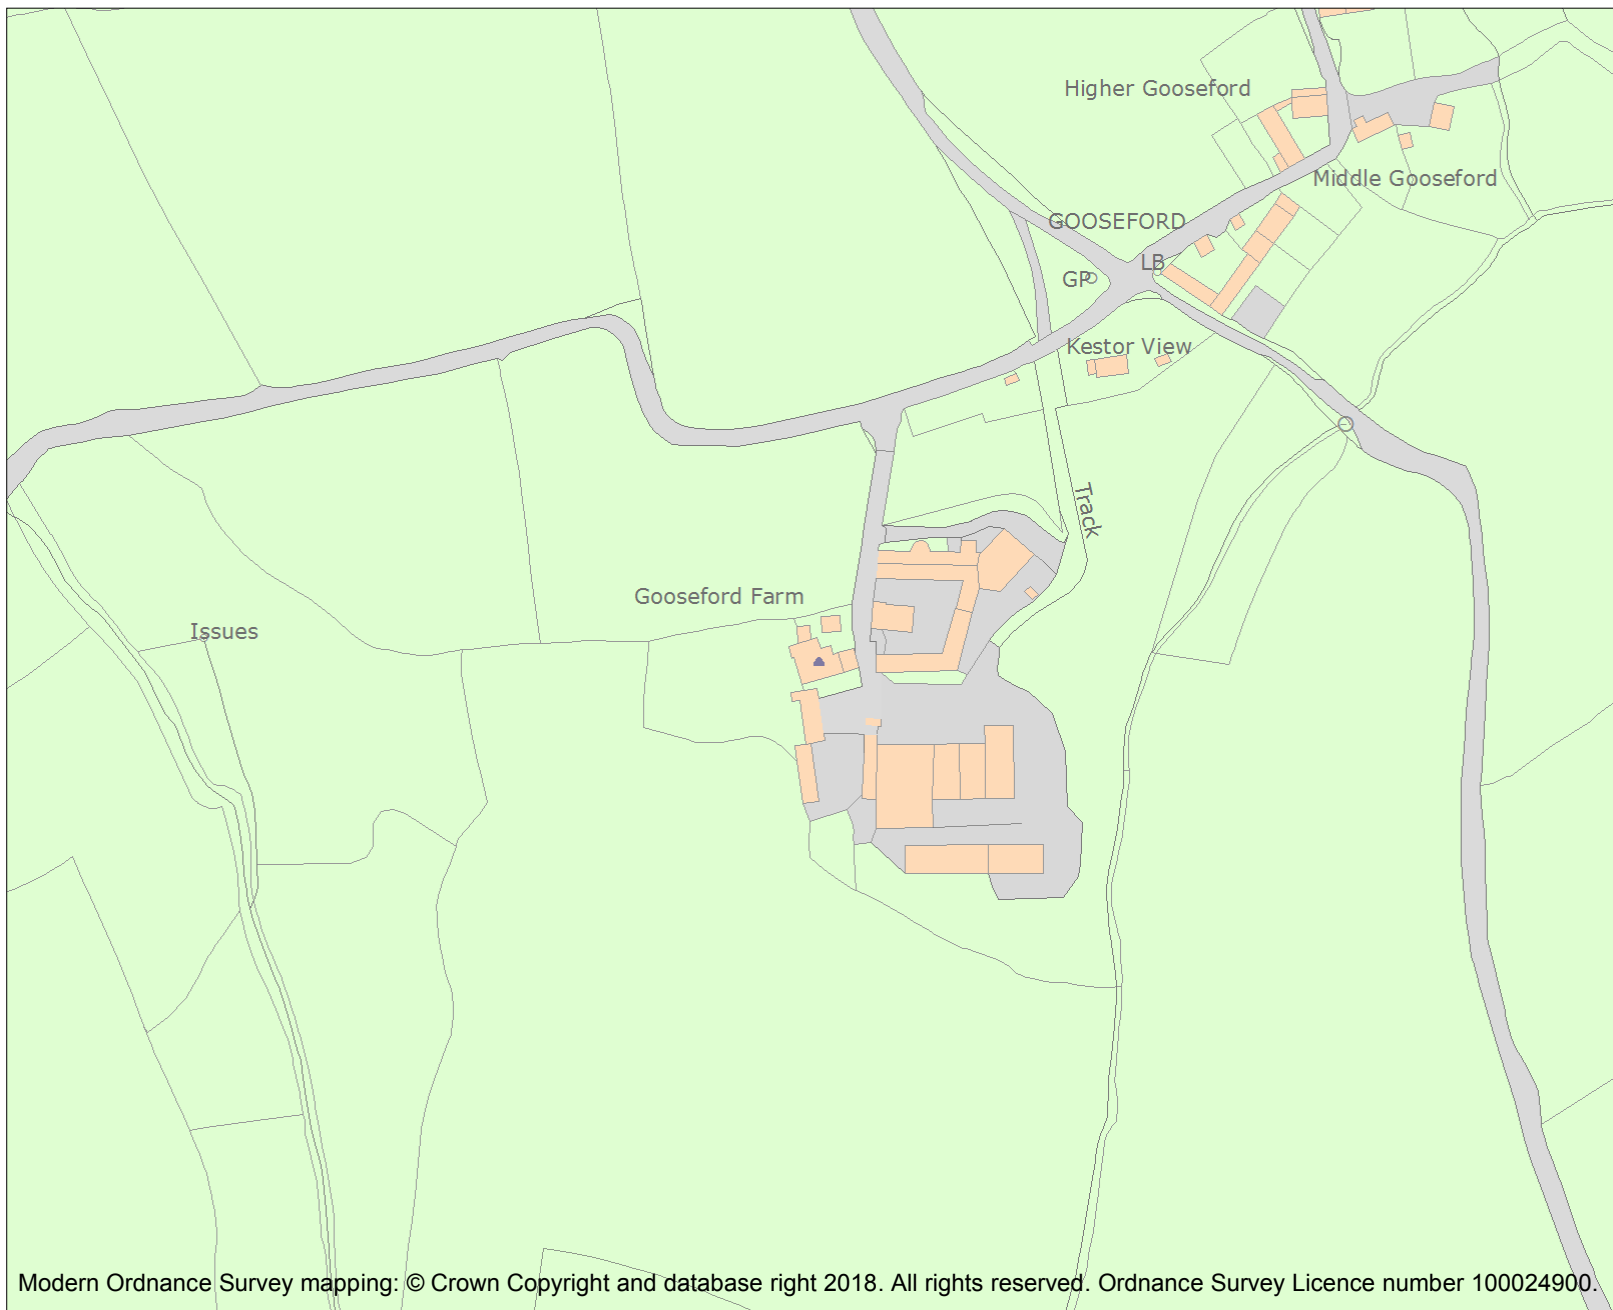 Higher Gooseford
Middle Gooseford
GOOSEFORD
LB
GP
Kestor View
Track
Gooseford Farm
Issues
Modern Ordnance Survey mapping: © Crown Copyright and database right 2018. All rights reserved. Ordnance Survey Licence number 100024900.